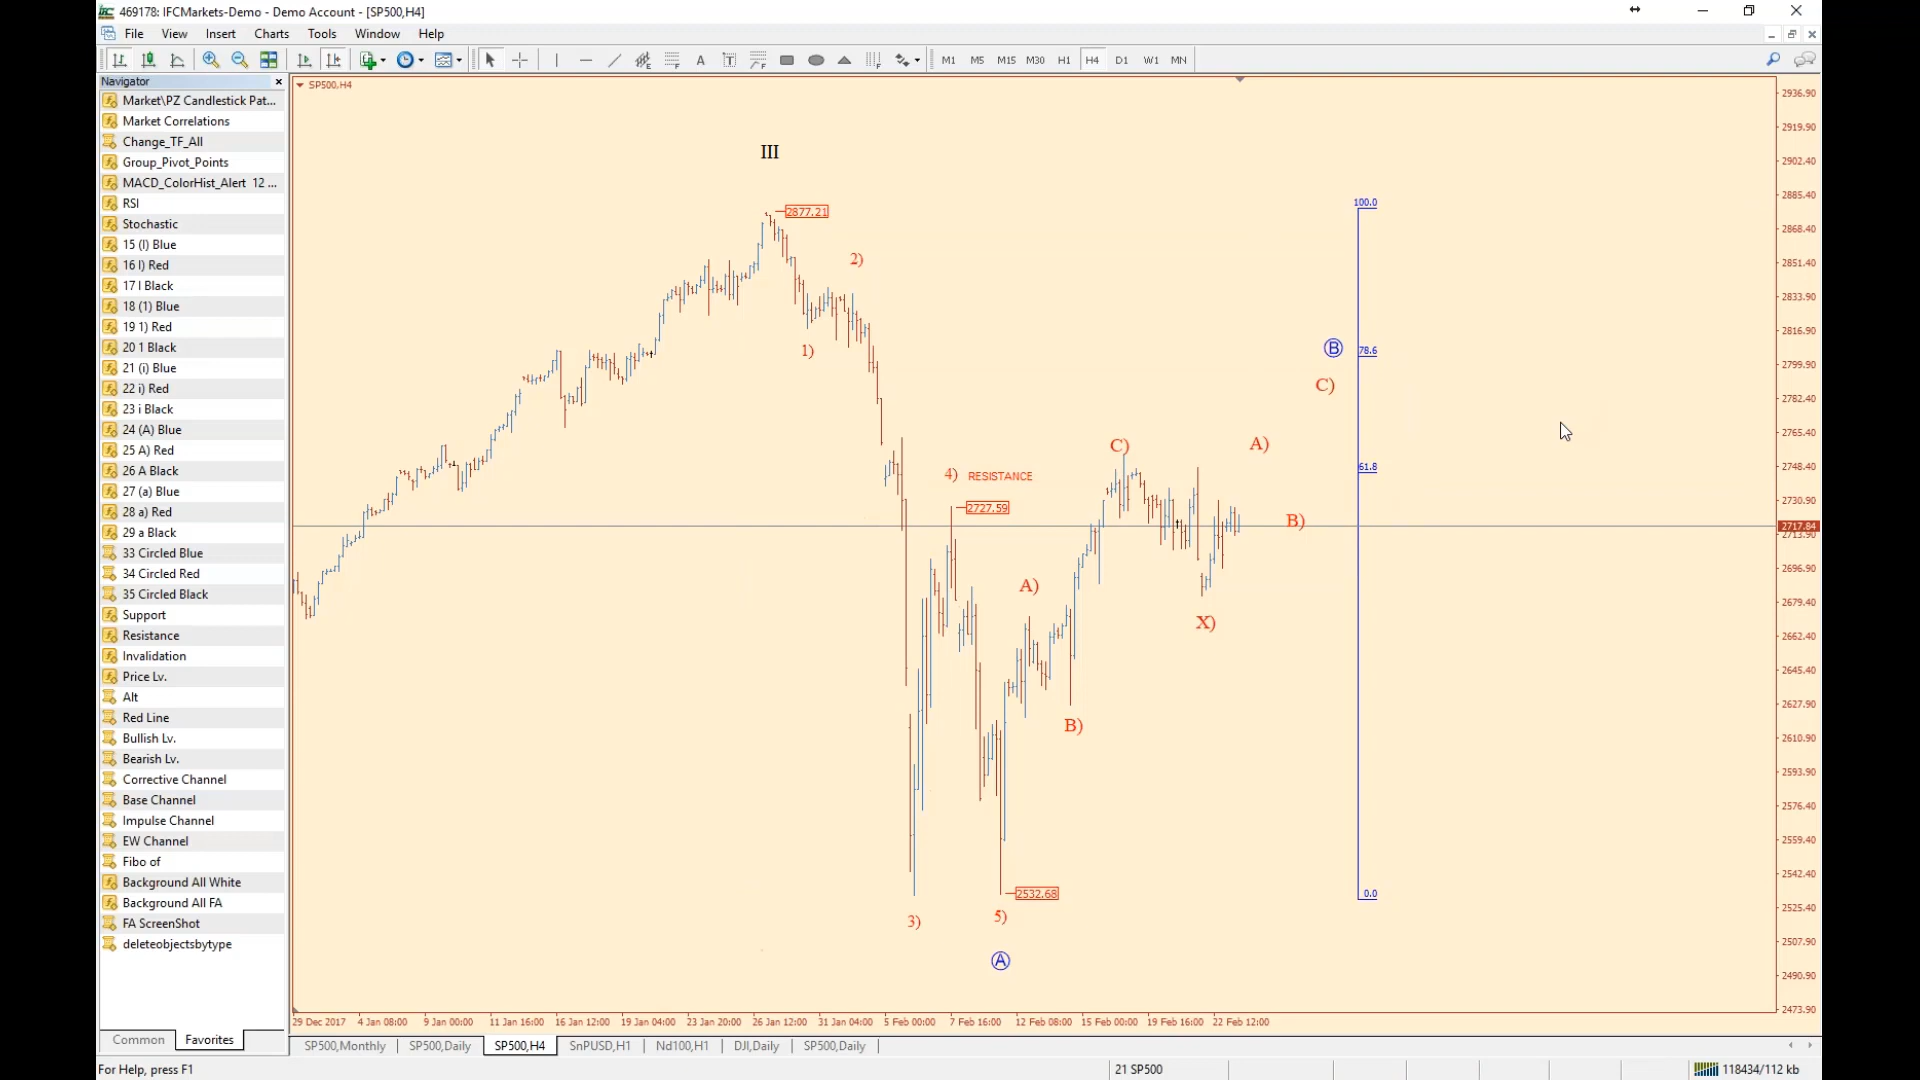 469178: IFCMarkets-Demo - Demo Account - [SP500,H4]
File View Insert Charts Tools Window Help
M1 M5 M15 M30 H1 H4 D1 W1 MN
Navigator
Market\PZ Candlestick Pat...
Market Correlations
Change_TF_All
Group_Pivot_Points
MACD_ColorHist_Alert 12 ...
RSI
Stochastic
15 (I) Blue
16 I) Red
17 I Black
18 (1) Blue
19 1) Red
20 1 Black
21 (i) Blue
22 i) Red
23 i Black
24 (A) Blue
25 A) Red
26 A Black
27 (a) Blue
28 a) Red
29 a Black
33 Circled Blue
34 Circled Red
35 Circled Black
Support
Resistance
Invalidation
Price Lv.
Alt
Red Line
Bullish Lv.
Bearish Lv.
Corrective Channel
Base Channel
Impulse Channel
EW Channel
Fibo of
Background All White
Background All FA
FA ScreenShot
deleteobjectsbytype
Common Favorites
SP500,H4
III
2877.21
2)
1)
4) RESISTANCE
2727.59
3)
5)
2532.68
Ⓐ
A)
B)
C)
X)
A)
B)
C)
Ⓑ
100.0
78.6
61.8
0.0
2936.90
2919.90
2902.40
2885.40
2868.40
2851.40
2833.90
2816.90
2799.90
2782.40
2765.40
2748.40
2730.90
2717.84
2713.90
2696.90
2679.40
2662.40
2645.40
2627.90
2610.90
2593.90
2576.40
2559.40
2542.40
2525.40
2507.90
2490.90
2473.90
29 Dec 2017 4 Jan 08:00 9 Jan 00:00 11 Jan 16:00 16 Jan 12:00 19 Jan 04:00 23 Jan 20:00 26 Jan 12:00 31 Jan 04:00 5 Feb 00:00 7 Feb 16:00 12 Feb 08:00 15 Feb 00:00 19 Feb 16:00 22 Feb 12:00
SP500,Monthly SP500,Daily SP500,H4 SnPUSD,H1 Nd100,H1 DJI,Daily SP500,Daily
For Help, press F1 21 SP500 118434/112 kb